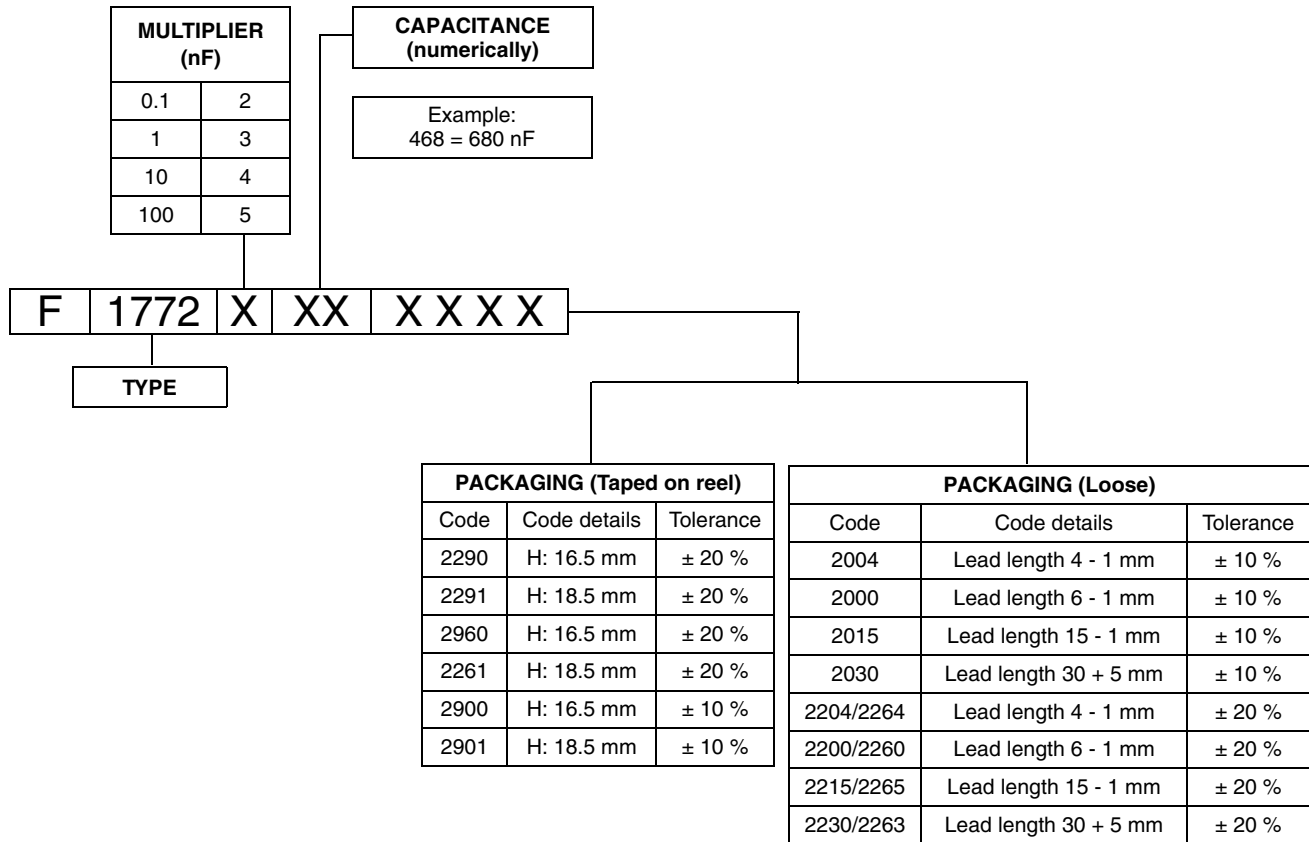 MULTIPLIER
(nF)
0.1 2
1 3
10 4
100 5
CAPACITANCE
(numerically)
Example:
468 = 680 nF
F 1772 X XX X X X X
TYPE
PACKAGING (Taped on reel)
Code Code details Tolerance
2290 H: 16.5 mm ± 20 %
2291 H: 18.5 mm ± 20 %
2960 H: 16.5 mm ± 20 %
2261 H: 18.5 mm ± 20 %
2900 H: 16.5 mm ± 10 %
2901 H: 18.5 mm ± 10 %
PACKAGING (Loose)
Code Code details Tolerance
2004 Lead length 4 - 1 mm ± 10 %
2000 Lead length 6 - 1 mm ± 10 %
2015 Lead length 15 - 1 mm ± 10 %
2030 Lead length 30 + 5 mm ± 10 %
2204/2264 Lead length 4 - 1 mm ± 20 %
2200/2260 Lead length 6 - 1 mm ± 20 %
2215/2265 Lead length 15 - 1 mm ± 20 %
2230/2263 Lead length 30 + 5 mm ± 20 %